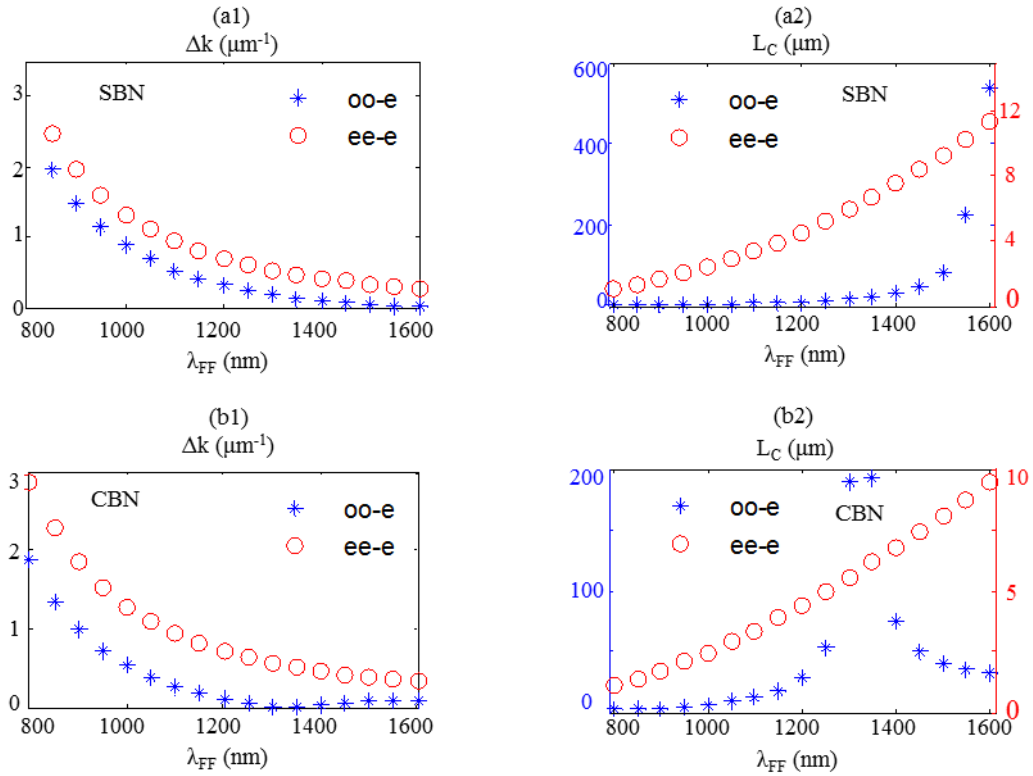 (a1)
Δk (μm⁻¹)
3
2
1
0
SBN
oo-e
ee-e
800 1000 1200 1400 1600
λFF (nm)
(a2)
LC (μm)
600
400
200
0
SBN
oo-e
ee-e
12
8
4
0
800 1000 1200 1400 1600
λFF (nm)
(b1)
Δk (μm⁻¹)
3
2
1
0
CBN
oo-e
ee-e
800 1000 1200 1400 1600
λFF (nm)
(b2)
LC (μm)
200
100
0
oo-e
ee-e
CBN
10
5
0
800 1000 1200 1400 1600
λFF (nm)